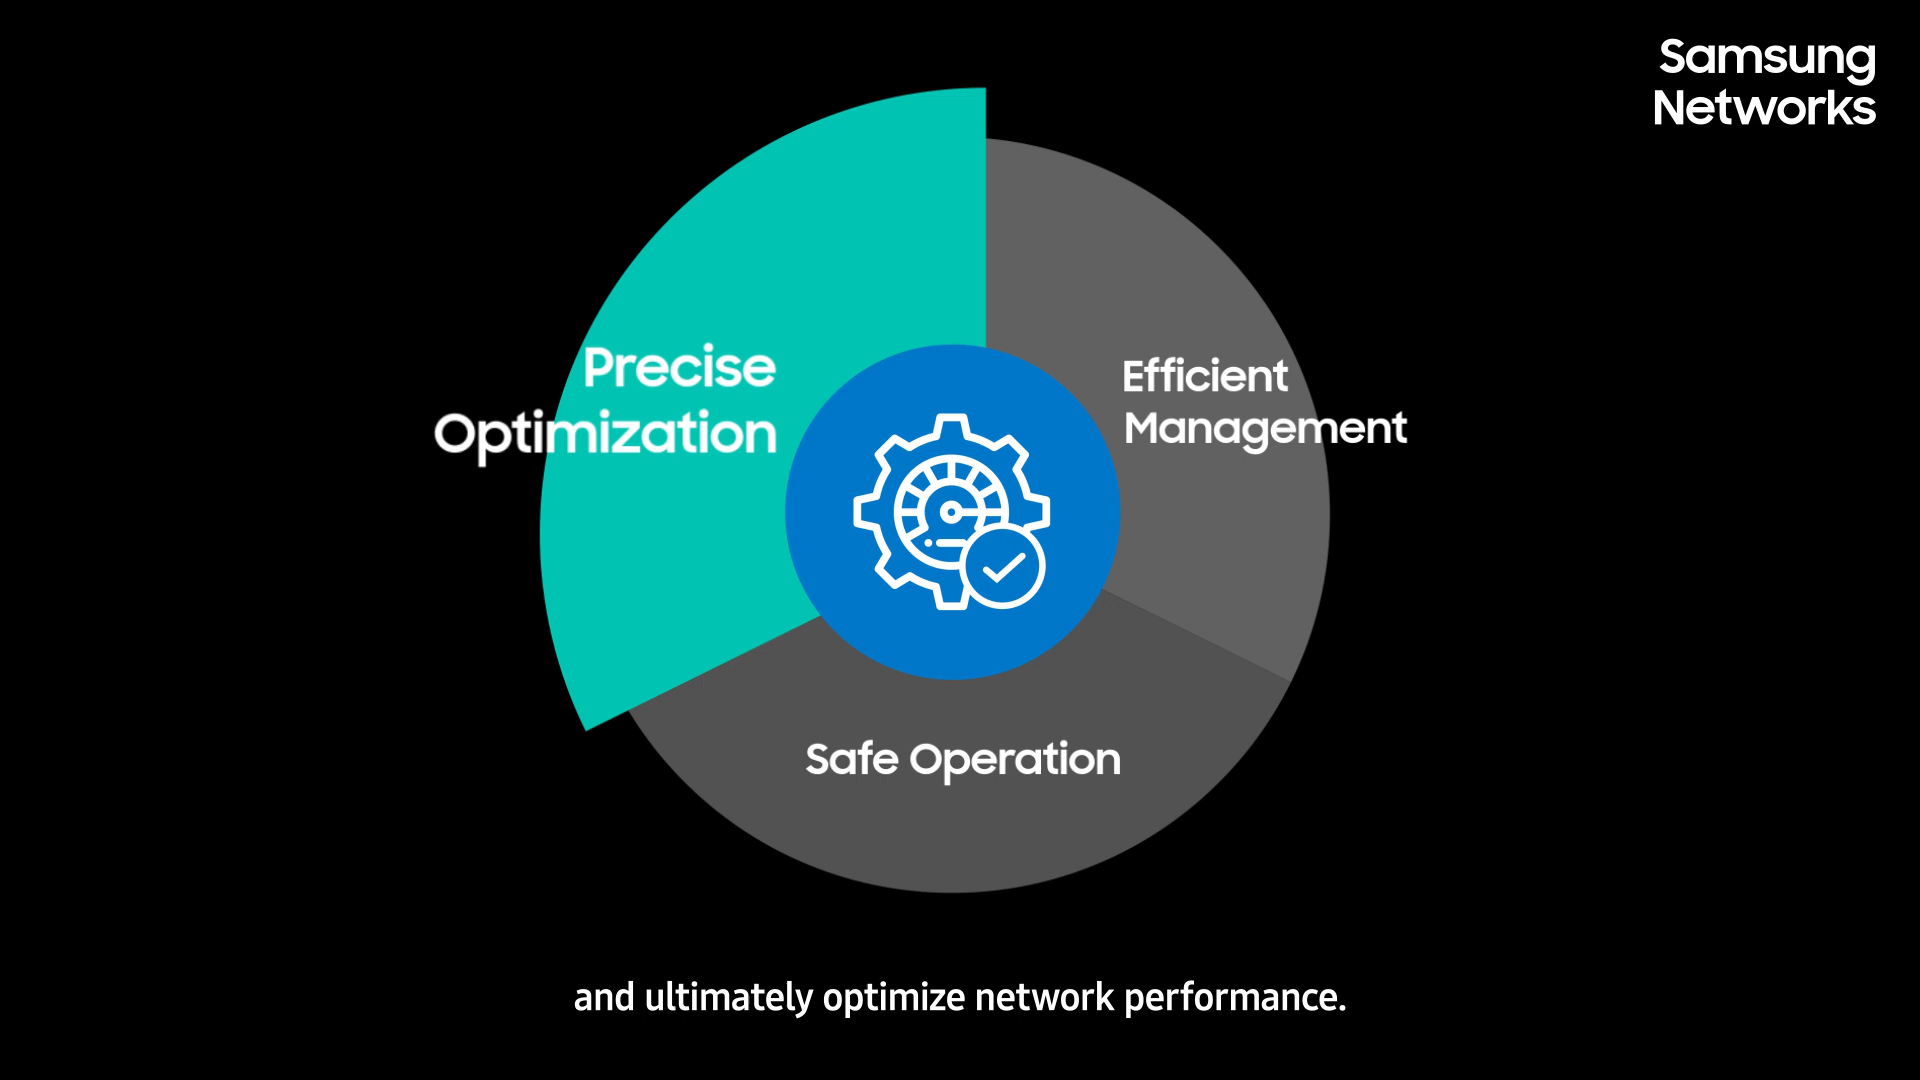 Samsung
Networks
Precise
Optimization
Efficient
Management
Safe Operation
and ultimately optimize network performance.